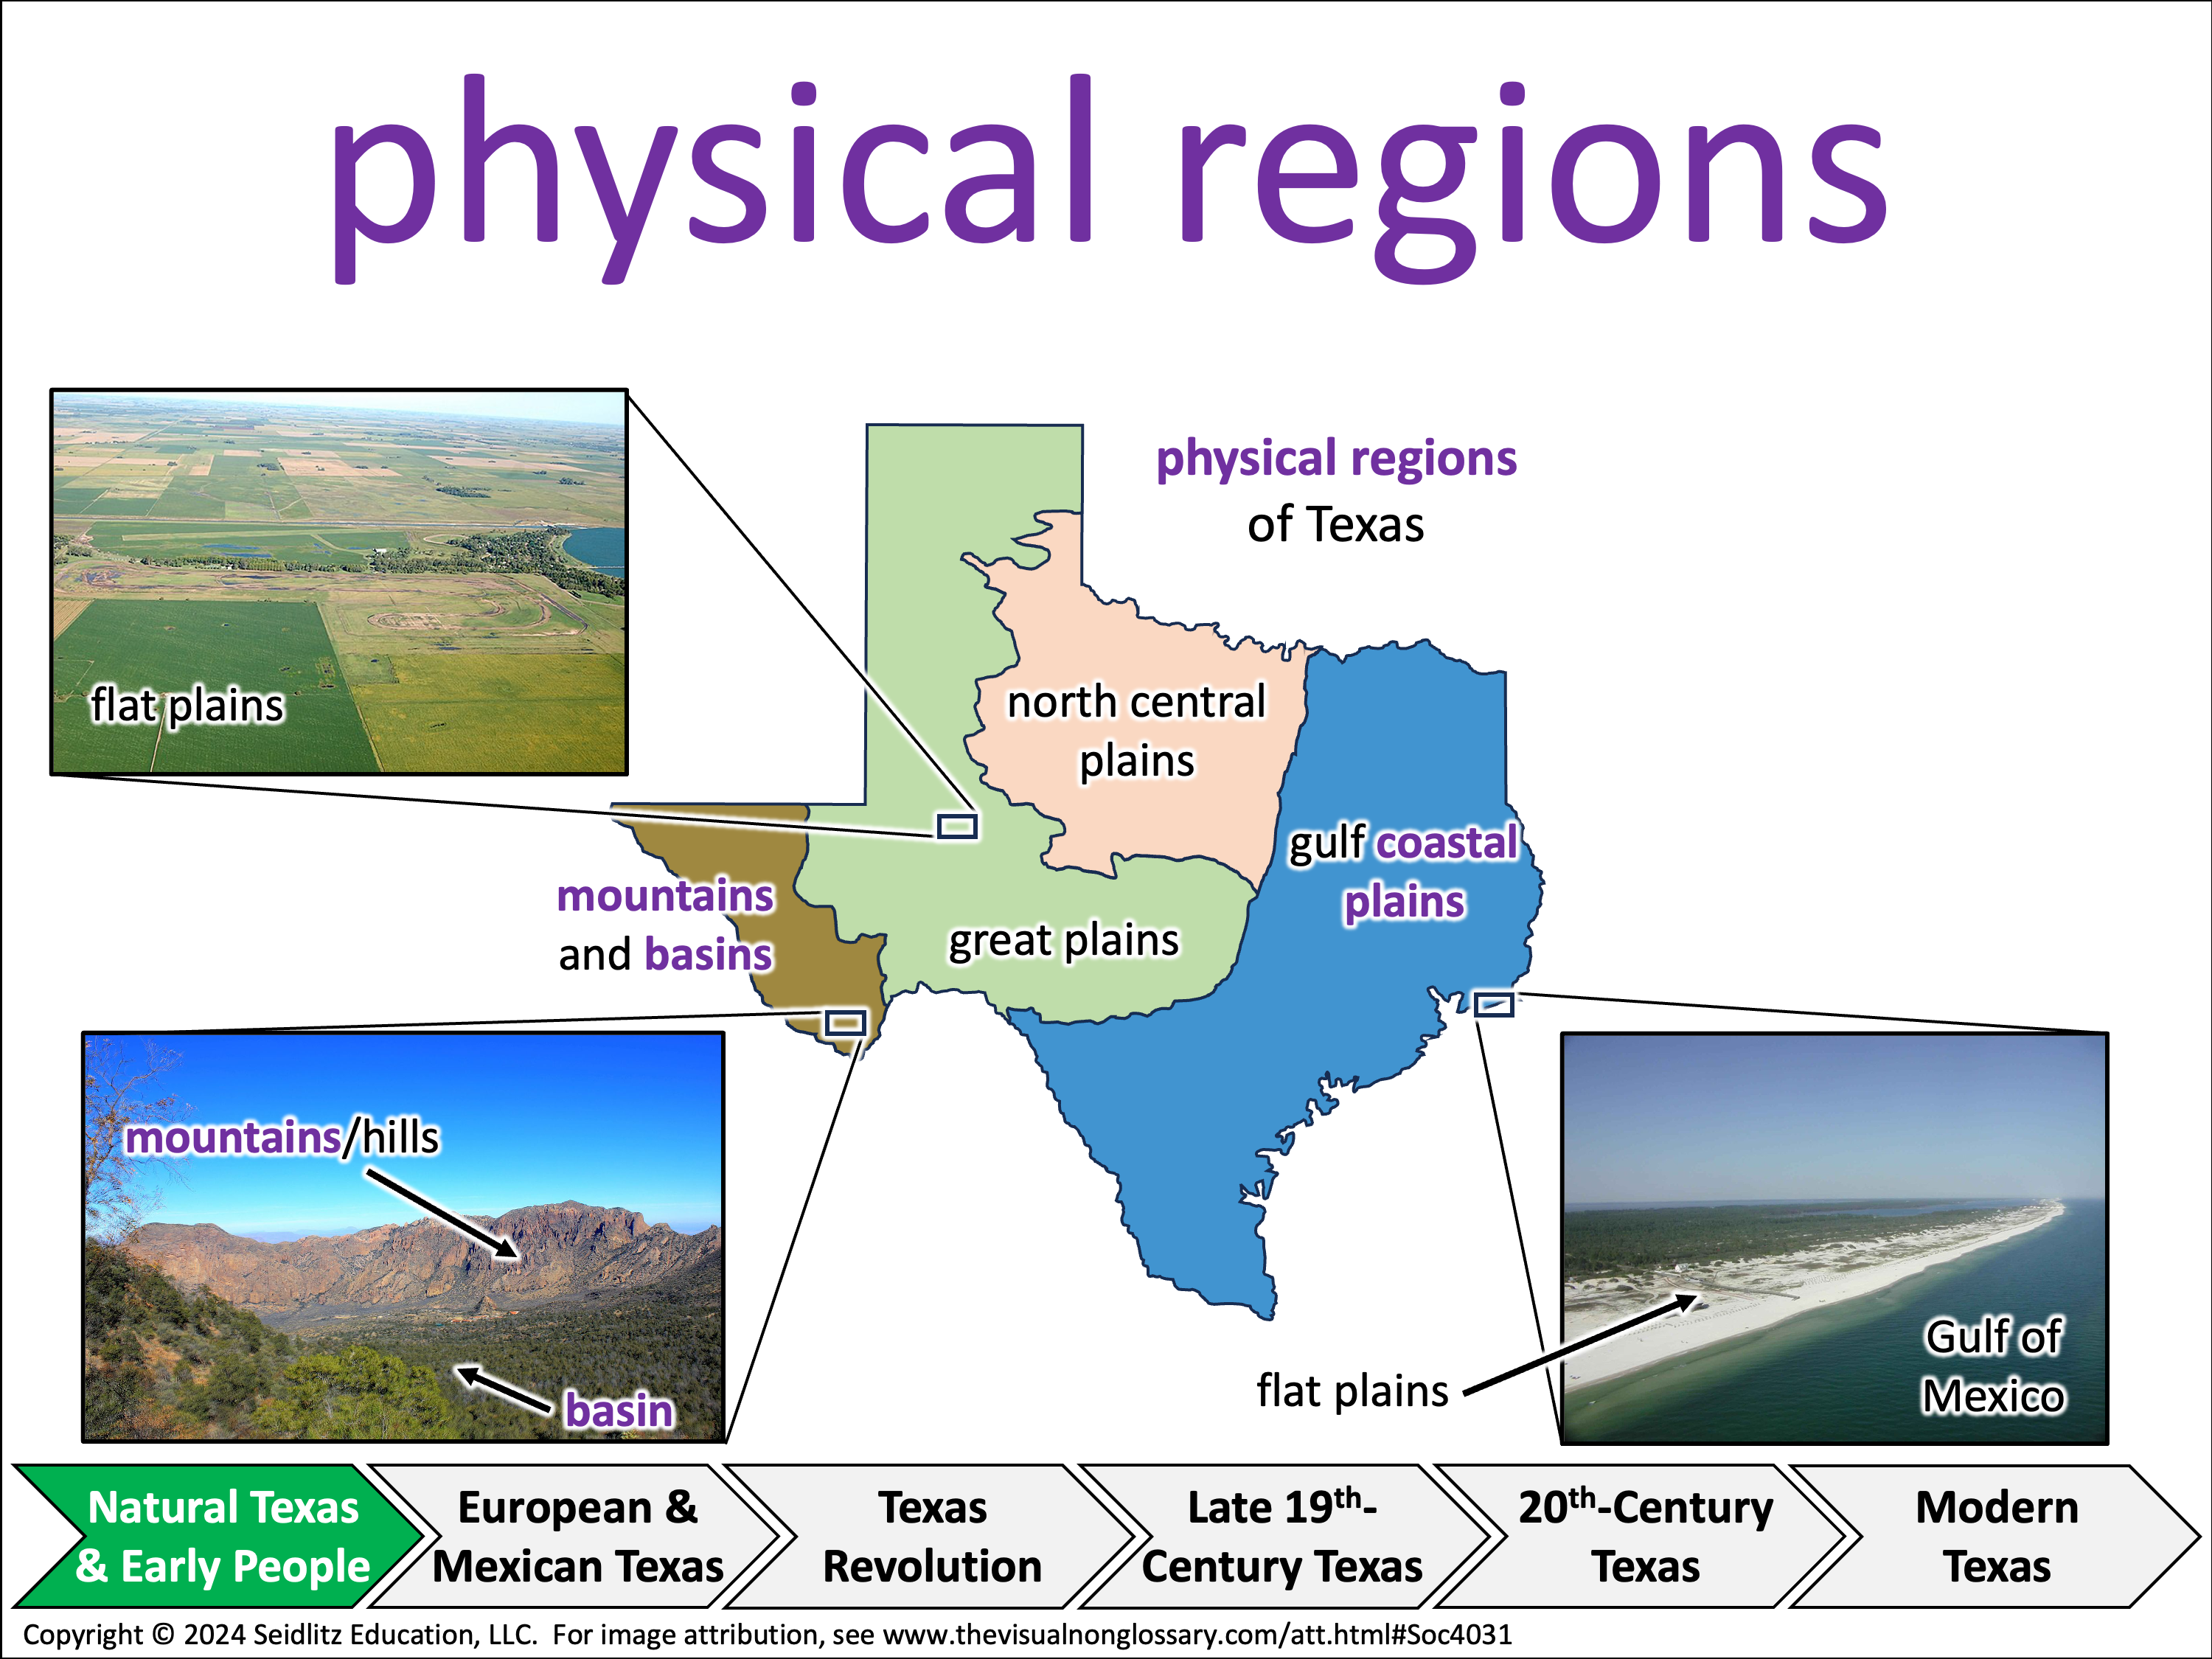 physical regions
physical regions
of Texas
flat plains
north central
plains
gulf coastal
plains
mountains
and basins
great plains
mountains/hills
basin
flat plains
Gulf of
Mexico
Natural Texas
& Early People
European &
Mexican Texas
Texas
Revolution
Late 19th-
Century Texas
20th-Century
Texas
Modern
Texas
Copyright © 2024 Seidlitz Education, LLC.  For image attribution, see www.thevisualnonglossary.com/att.html#Soc4031